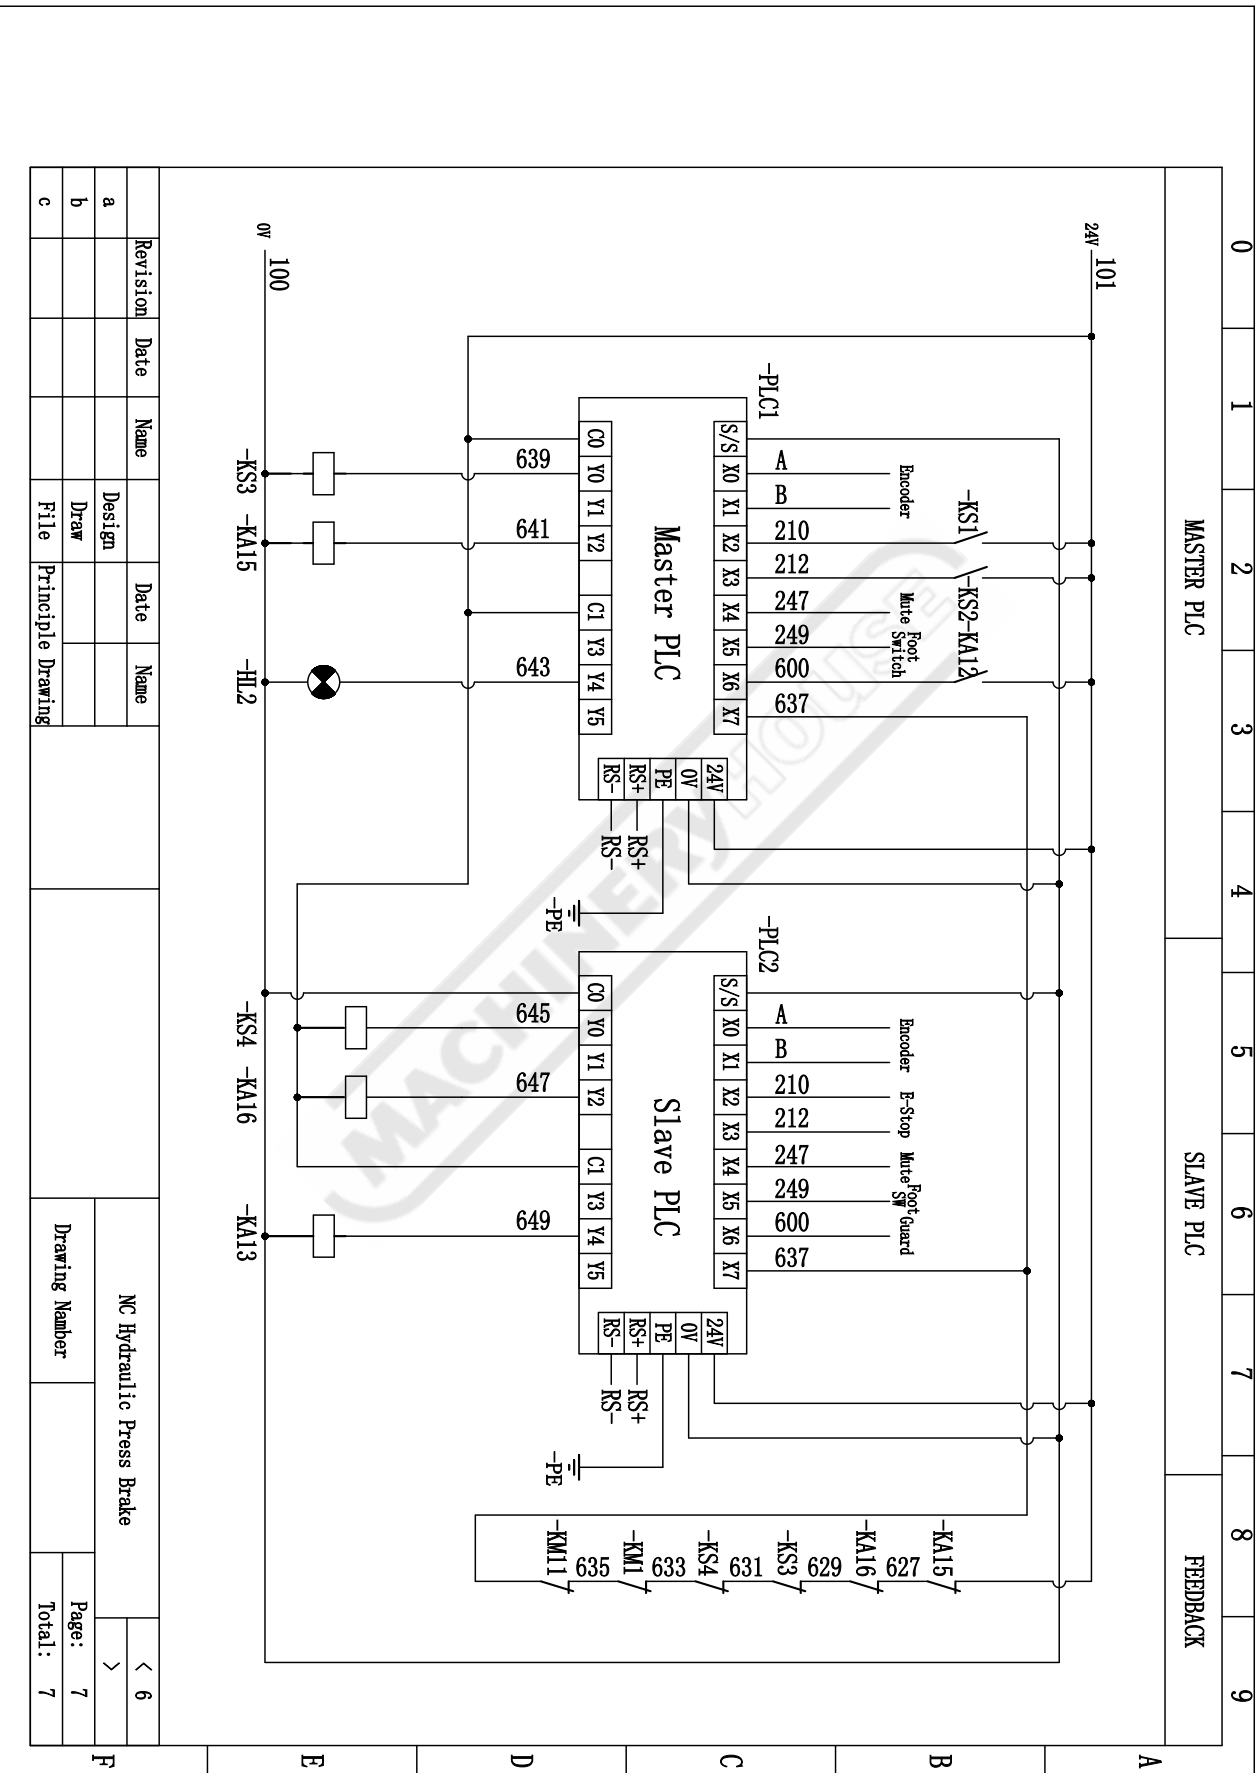 0 1 2 3 4 5 6 7 8 9
MASTER PLC
SLAVE PLC
FEEDBACK
A
B
C
D
E
F
24V 101
-KS1
-KS2
-KA12
Encoder
Mute
Foot
Switch
A
B
210
212
247
249
600
637
-PLC1
S/S X0 X1 X2 X3 X4 X5 X6 X7
Master PLC
24V
0V
PE
RS+
RS-
RS+
RS-
C0 Y0 Y1 Y2 C1 Y3 Y4 Y5
-PE
639
641
643
-KS3
-KA15
-HL2
Encoder
E-Stop
Mute
Foot
SW
Guard
A
B
210
212
247
249
600
637
-PLC2
S/S X0 X1 X2 X3 X4 X5 X6 X7
Slave PLC
24V
0V
PE
RS+
RS-
RS+
RS-
C0 Y0 Y1 Y2 C1 Y3 Y4 Y5
-PE
645
647
649
-KS4
-KA16
-KA13
-KA15
627
-KA16
629
-KS3
631
-KS4
633
-KM1
635
-KM11
0V 100
MACHINERYHOUSE
Revision Date Name Date Name
a Design
b Draw
c File Principle Drawing
NC Hydraulic Press Brake
Drawing Namber
< 6
>
Page: 7
Total: 7